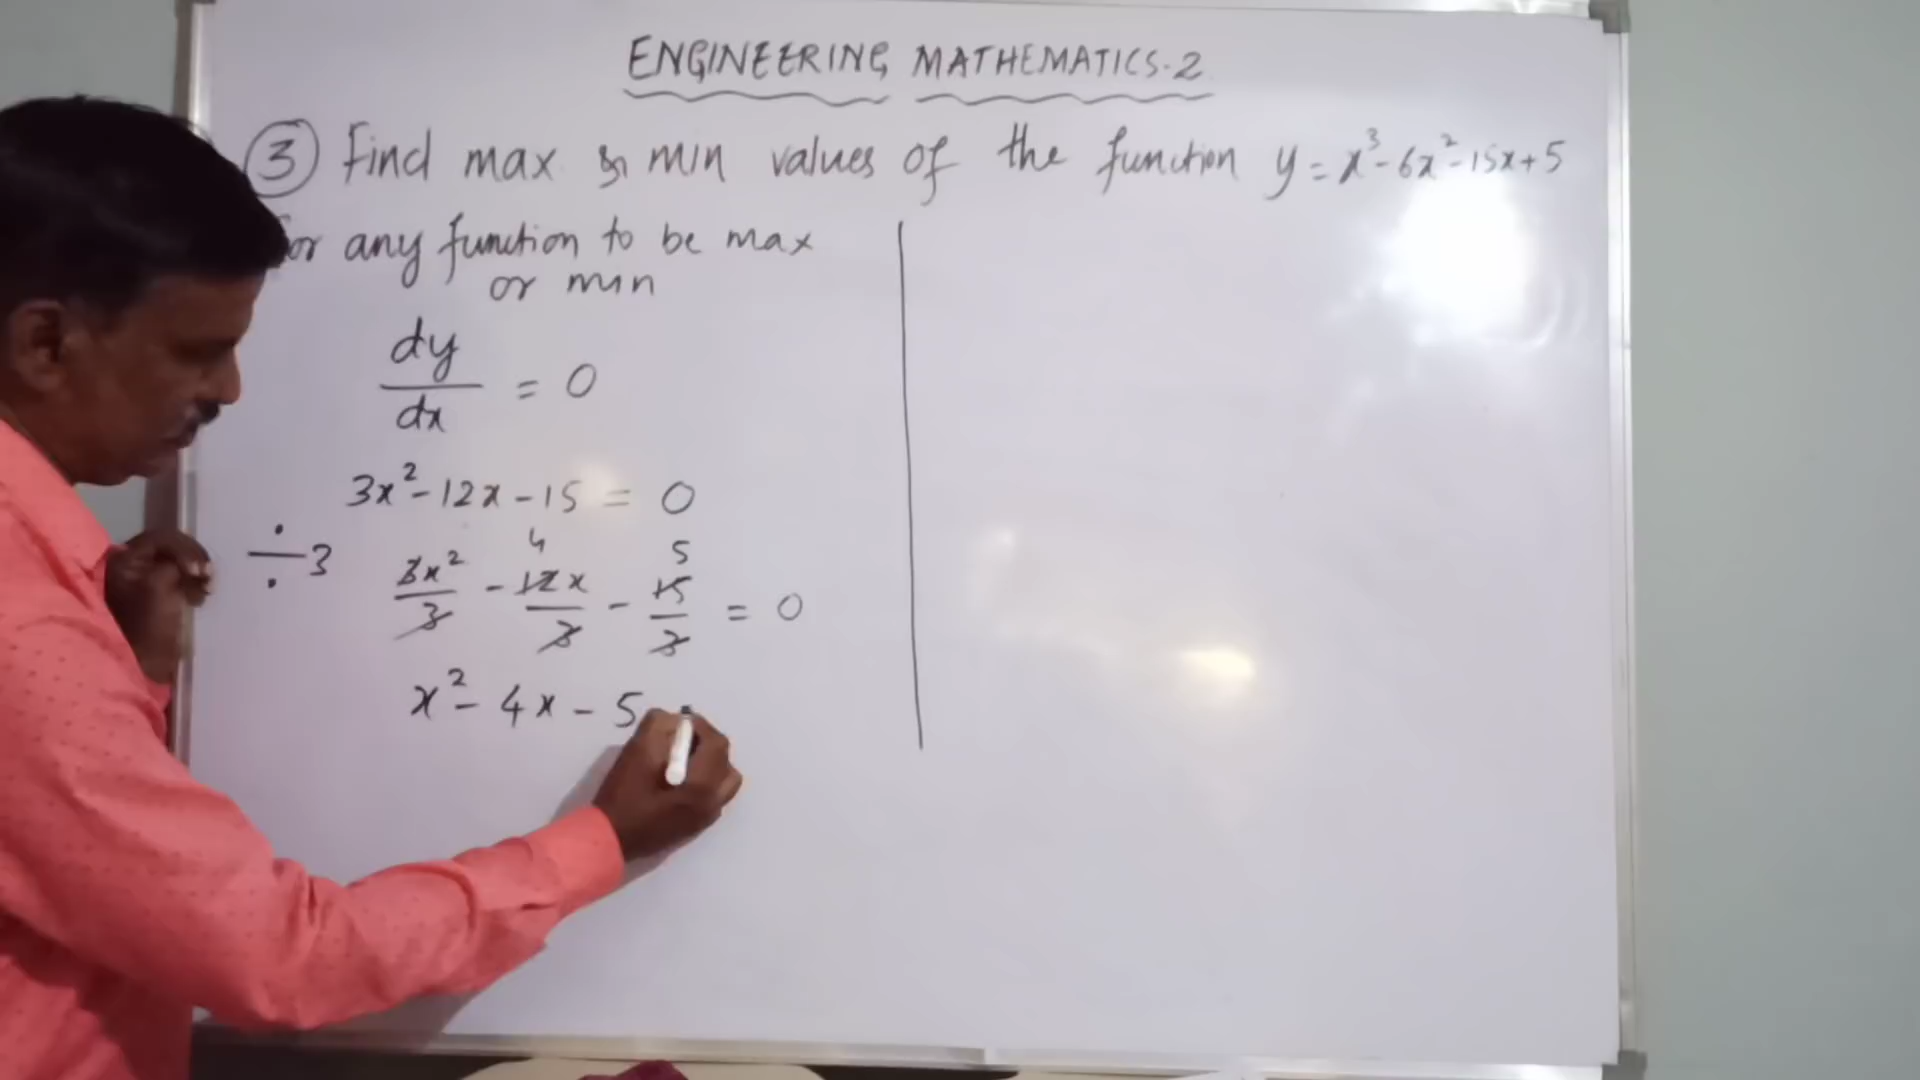 ENGINEERING MATHEMATICS-2
③ Find max & min values of the function y = x³-6x²-15x+5
for any function to be max
or min
dy/dx = 0
3x²-12x-15 = 0
÷3 3x²/3 - 12x/3 - 15/3 = 0
4 5
x²- 4x - 5